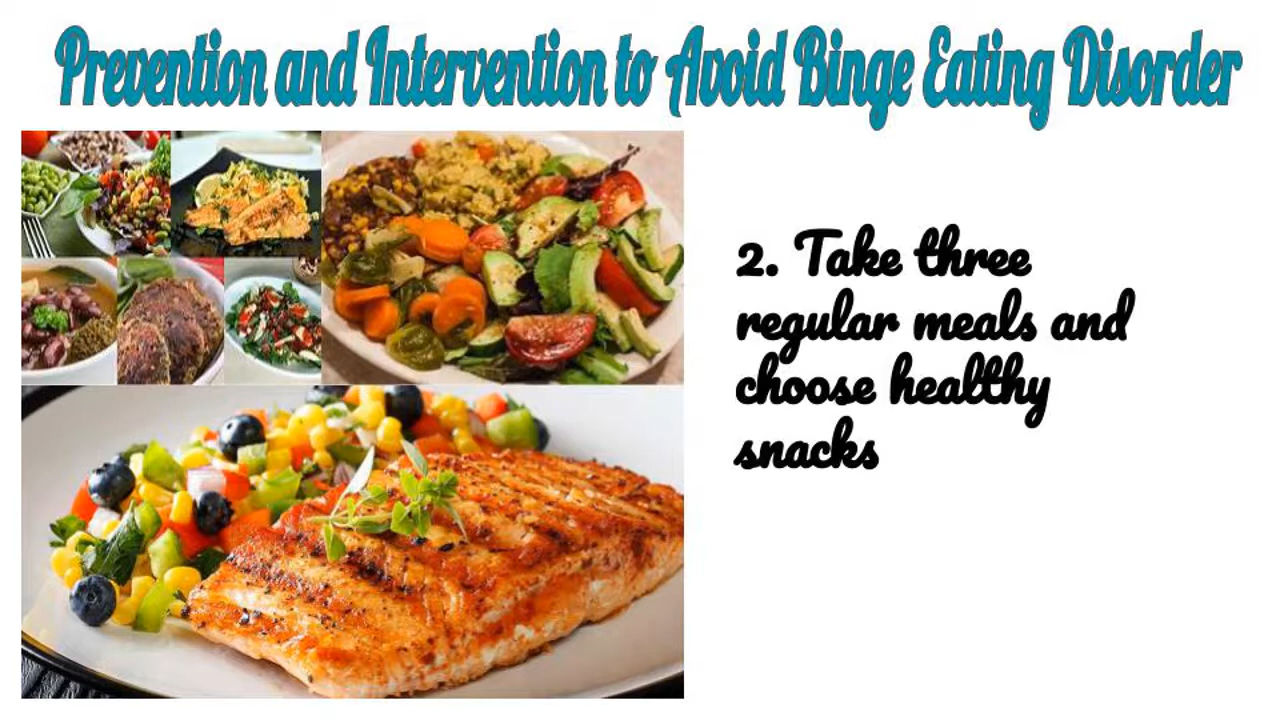 Prevention and Intervention to Avoid Binge Eating Disorder
2. Take three
regular meals and
choose healthy
snacks